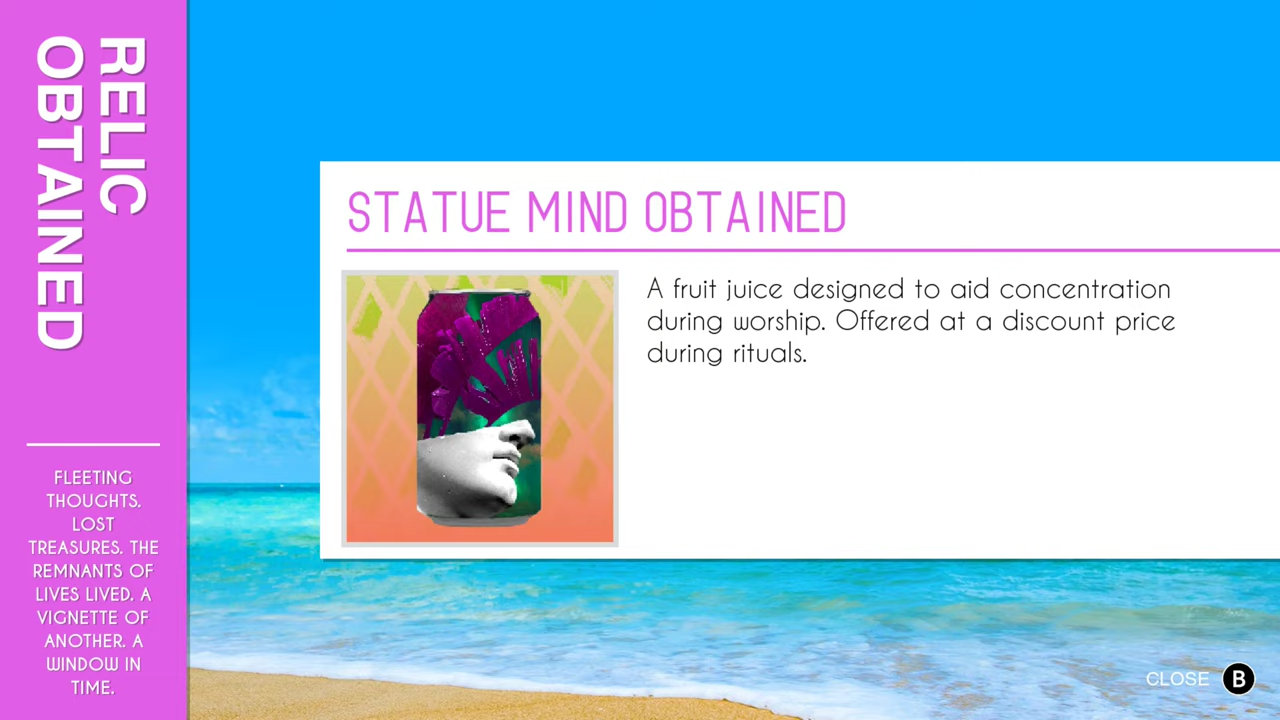 RELIC
OBTAINED
FLEETING
THOUGHTS.
LOST
TREASURES. THE
REMNANTS OF
LIVES LIVED. A
VIGNETTE OF
ANOTHER. A
WINDOW IN
TIME.
STATUE MIND OBTAINED
A fruit juice designed to aid concentration
during worship. Offered at a discount price
during rituals.
CLOSE B